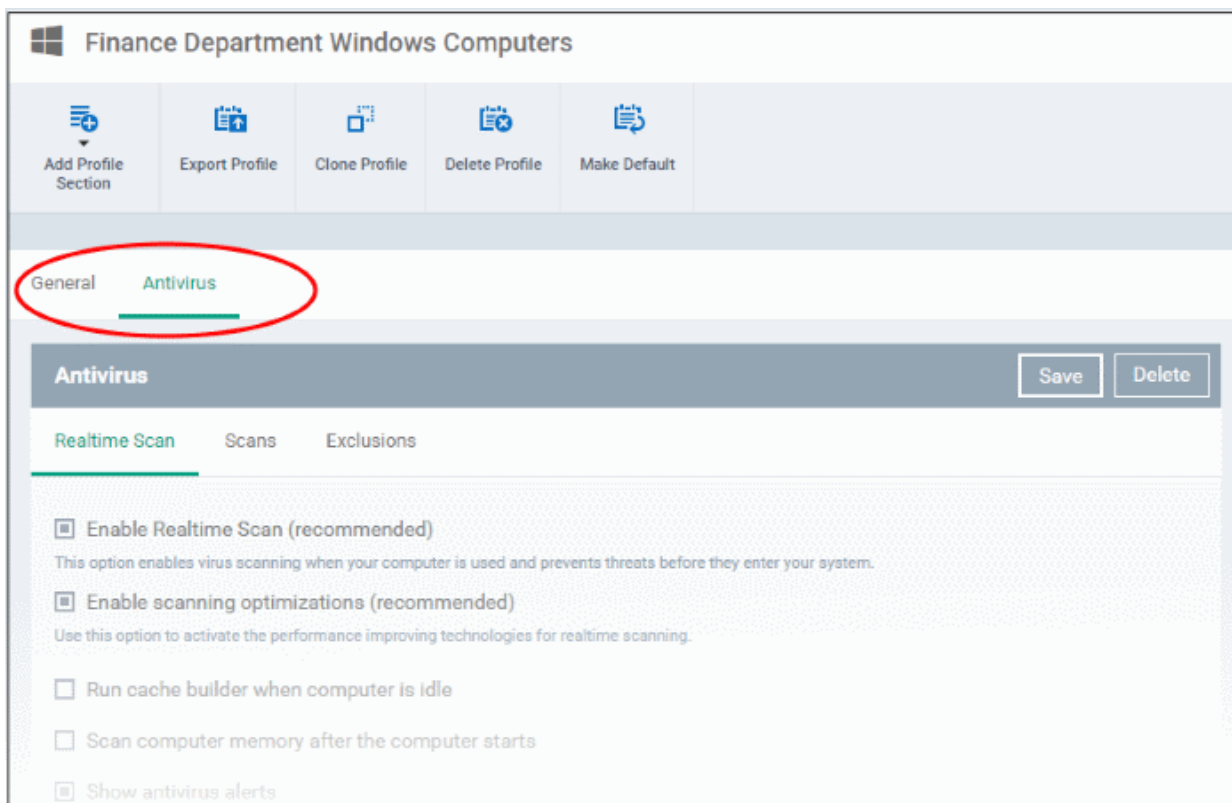 Finance Department Windows Computers
Add Profile
Section
Export Profile
Clone Profile
Delete Profile
Make Default
General
Antivirus
Antivirus
Save
Delete
Realtime Scan
Scans
Exclusions
Enable Realtime Scan (recommended)
This option enables virus scanning when your computer is used and prevents threats before they enter your system.
Enable scanning optimizations (recommended)
Use this option to activate the performance improving technologies for realtime scanning.
Run cache builder when computer is idle
Scan computer memory after the computer starts
Show antivirus alerts